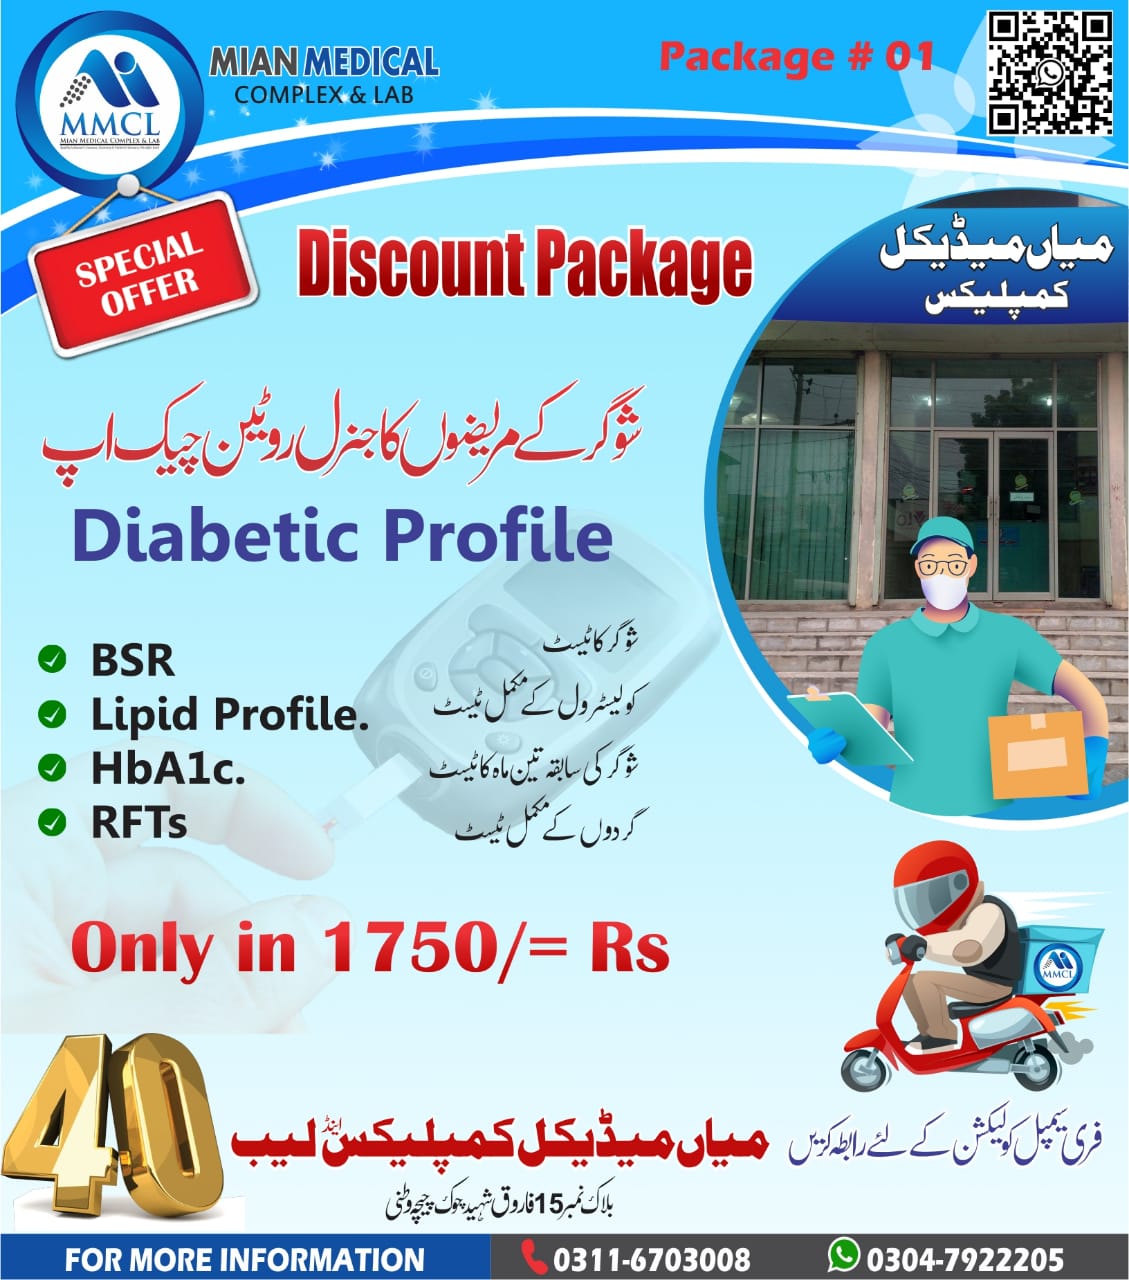 MIAN MEDICAL
COMPLEX & LAB
Package # 01
MMCL
MIAN MEDICAL COMPLEX & LAB
SPECIAL
OFFER
Discount Package
میاں میڈیکل
کمپلیکس
شوگر کے مریضوں کا جنرل روٹین چیک اپ
Diabetic Profile
BSR شوگر کا ٹیسٹ
Lipid Profile. کولیسٹرول کے مکمل ٹیسٹ
HbA1c. شوگر کی سابقہ تین ماہ کا ٹیسٹ
RFTs گردوں کے مکمل ٹیسٹ
Only in 1750/= Rs
MMCL
40
میاں میڈیکل کمپلیکس اینڈ لیب
فری سیمپل کولیکشن کے لئے رابطہ کریں
بلاک نمبر 15 فاروق شہید چوک چیچہ وطنی
FOR MORE INFORMATION 0311-6703008 0304-7922205